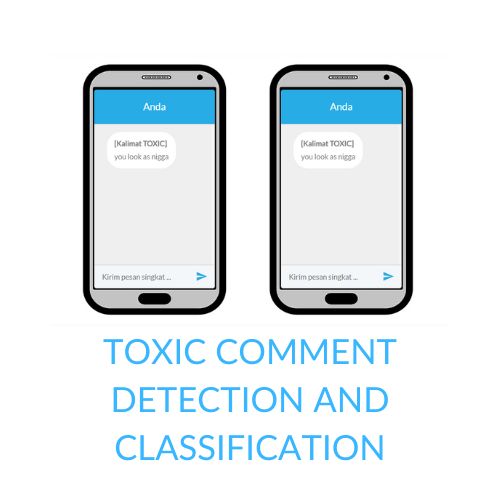 Anda
[Kalimat TOXIC]
you look as nigga
Kirim pesan singkat ...
Anda
[Kalimat TOXIC]
you look as nigga
Kirim pesan singkat ...
TOXIC COMMENT
DETECTION AND
CLASSIFICATION